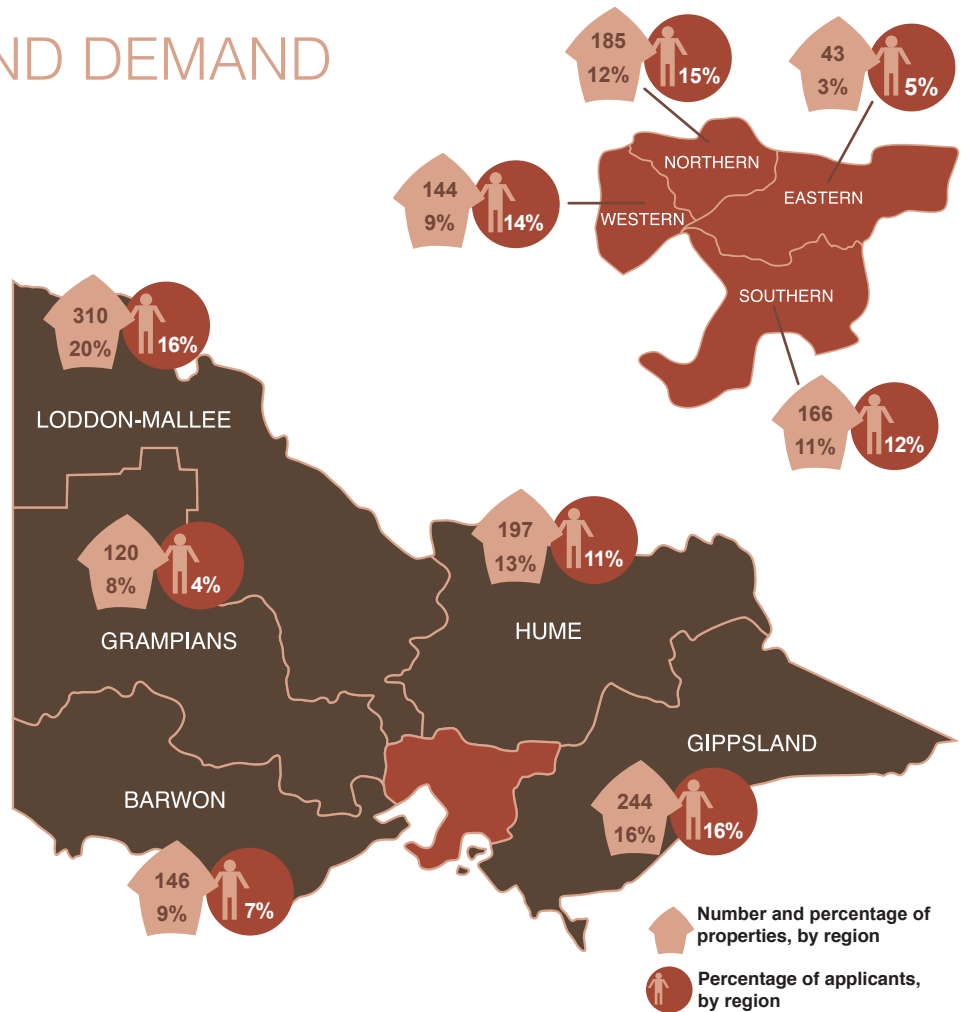 ND DEMAND
185
12%
15%
43
3%
5%
NORTHERN
EASTERN
144
9%
14%
WESTERN
SOUTHERN
166
11%
12%
310
20%
16%
LODDON-MALLEE
197
13%
11%
120
8%
4%
GRAMPIANS
HUME
GIPPSLAND
244
16%
16%
BARWON
146
9%
7%
Number and percentage of
properties, by region
Percentage of applicants,
by region